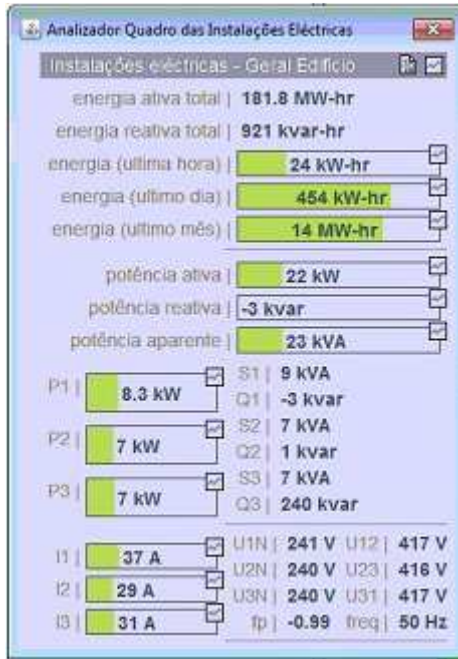 Analizador Quadro das Instalações Eléctricas
Instalações eléctricas - Geral Edificio
energia ativa total | 181.8 MW-hr
energia reativa total | 921 kvar-hr
energia (ultima hora) | 24 kW-hr
energia (ultimo dia) | 454 kW-hr
energia (ultimo mês) | 14 MW-hr
potência ativa | 22 kW
potência reativa | -3 kvar
potência aparente | 23 kVA
P1 | 8.3 kW
P2 | 7 kW
P3 | 7 kW
S1 | 9 kVA
Q1 | -3 kvar
S2 | 7 kVA
Q2 | 1 kvar
S3 | 7 kVA
Q3 | 240 kvar
I1 | 37 A
I2 | 29 A
I3 | 31 A
U1N | 241 V U12 | 417 V
U2N | 240 V U23 | 416 V
U3N | 240 V U31 | 417 V
fp | -0.99 freq | 50 Hz